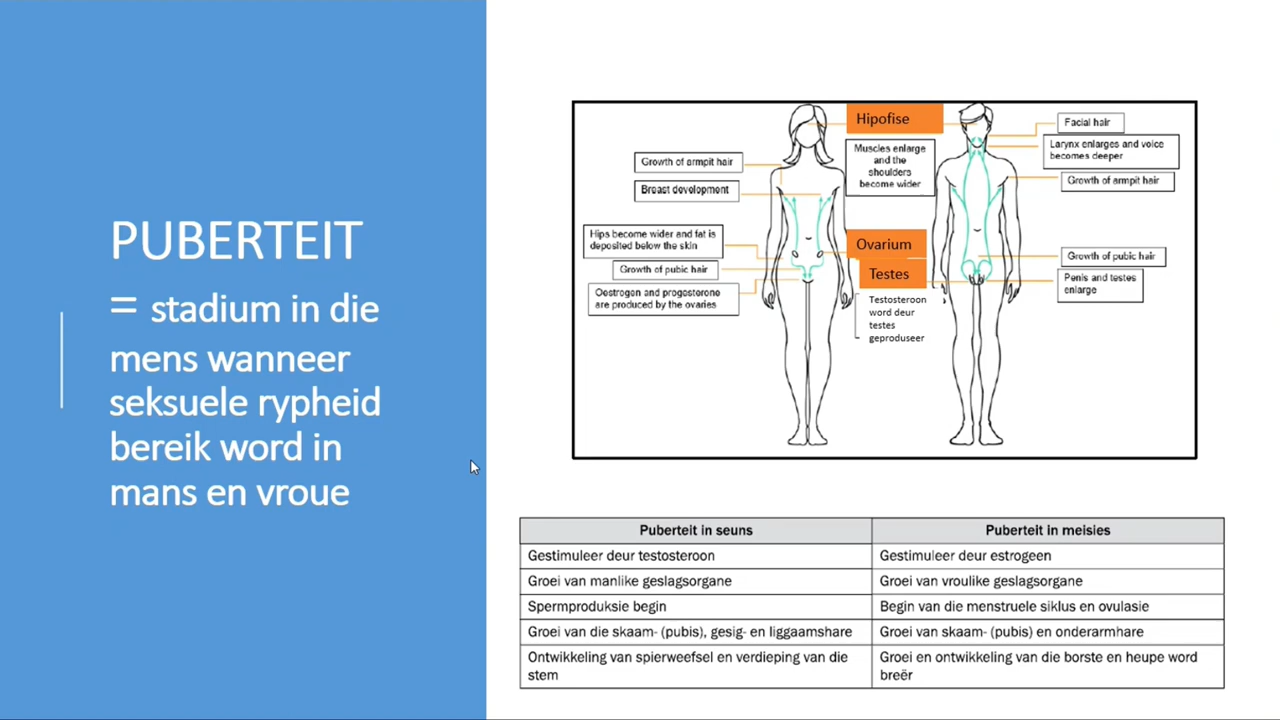 PUBERTEIT
= stadium in die
mens wanneer
seksuele rypheid
bereik word in
mans en vroue
Hipofise
Muscles enlarge
and the
shoulders
become wider
Growth of armpit hair
Breast development
Hips become wider and fat is
deposited below the skin
Growth of pubic hair
Oestrogen and progesterone
are produced by the ovaries
Ovarium
Testes
Testosteroon
word deur
testes
geproduseer
Facial hair
Larynx enlarges and voice
becomes deeper
Growth of armpit hair
Growth of pubic hair
Penis and testes
enlarge
Puberteit in seuns
Puberteit in meisies
Gestimuleer deur testosteroon
Gestimuleer deur estrogeen
Groei van manlike geslagsorgane
Groei van vroulike geslagsorgane
Spermproduksie begin
Begin van die menstruele siklus en ovulasie
Groei van die skaam- (pubis), gesig- en liggaamshare
Groei van skaam- (pubis) en onderarmhare
Ontwikkeling van spierweefsel en verdieping van die
stem
Groei en ontwikkeling van die borste en heupe word
breër